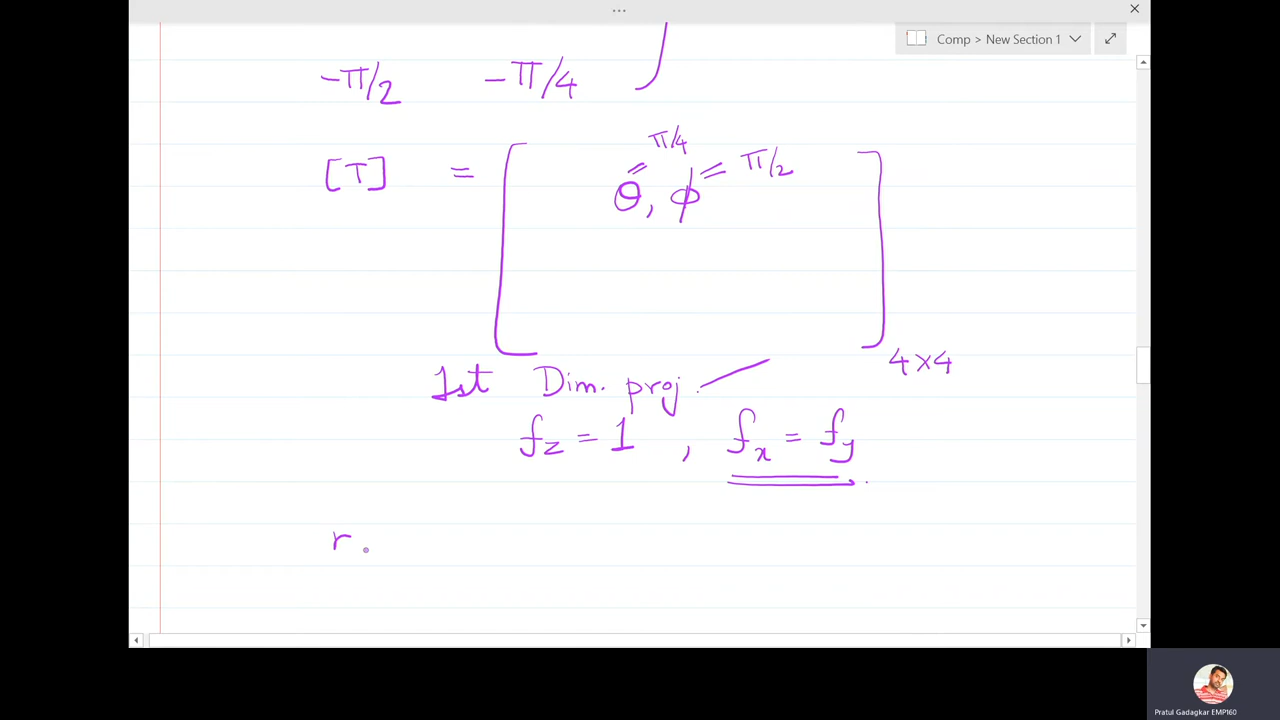 Comp > New Section 1
-π/2 -π/4
π/4
= = π/2
[T] = [ θ, φ ] 4×4
1st Dim. proj.
fz = 1 , fx = fy
r.
Pratul Gadagkar EMP160